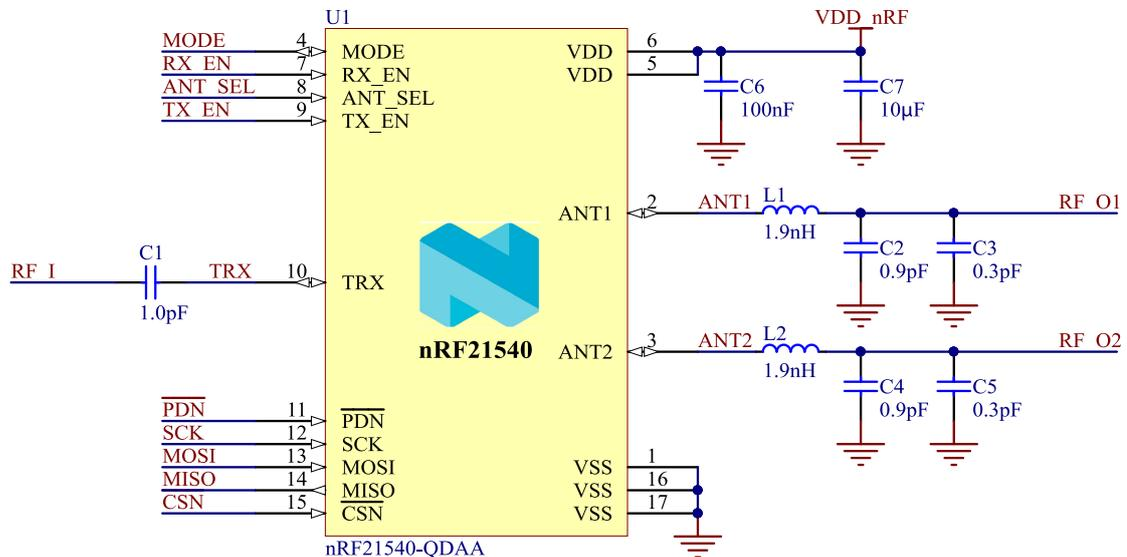 U1
VDD_nRF
MODE 4 MODE VDD 6
RX_EN 7 RX_EN VDD 5
ANT_SEL 8 ANT_SEL
TX_EN 9 TX_EN
C6
100nF
C7
10µF
ANT1 2 ANT1 L1 RF_O1
1.9nH
C2
0.9pF
C3
0.3pF
C1
RF_I TRX 10 TRX
1.0pF
nRF21540
ANT2 3 ANT2 L2 RF_O2
1.9nH
C4
0.9pF
C5
0.3pF
PDN 11 PDN
SCK 12 SCK
MOSI 13 MOSI VSS 1
MISO 14 MISO VSS 16
CSN 15 CSN VSS 17
nRF21540-QDAA